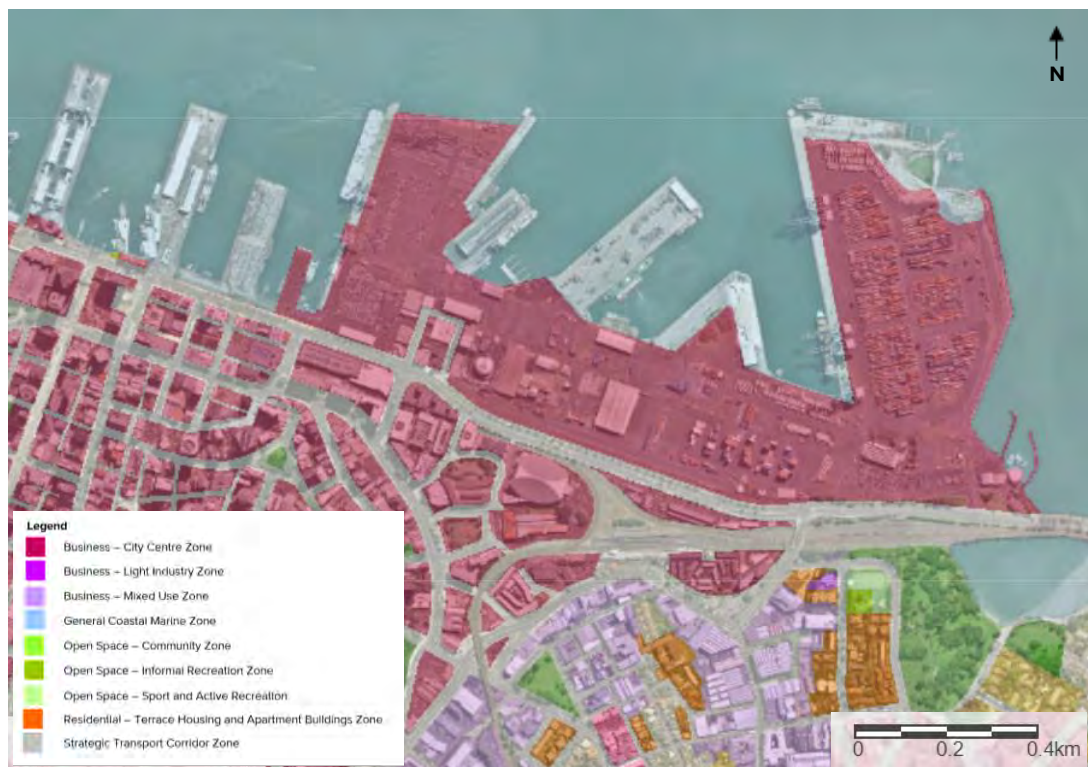 N
Legend
Business – City Centre Zone
Business – Light Industry Zone
Business – Mixed Use Zone
General Coastal Marine Zone
Open Space – Community Zone
Open Space – Informal Recreation Zone
Open Space – Sport and Active Recreation
Residential – Terrace Housing and Apartment Buildings Zone
Strategic Transport Corridor Zone
0 0.2 0.4km